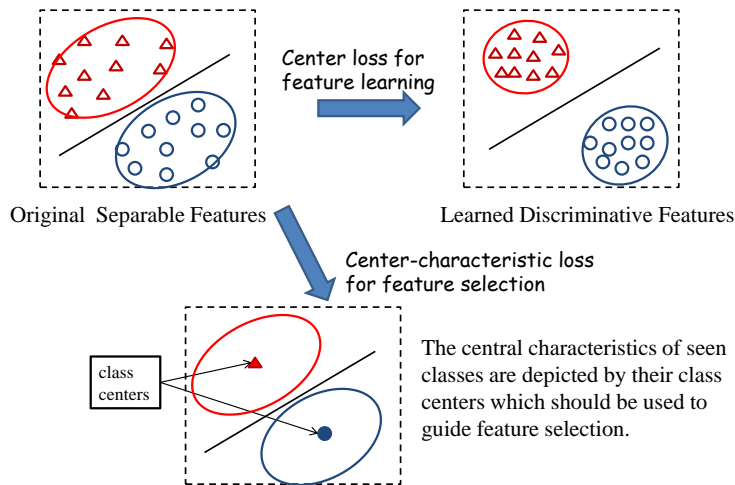 Center loss for
feature learning
Original Separable Features
Learned Discriminative Features
Center-characteristic loss
for feature selection
class
centers
The central characteristics of seen
classes are depicted by their class
centers which should be used to
guide feature selection.